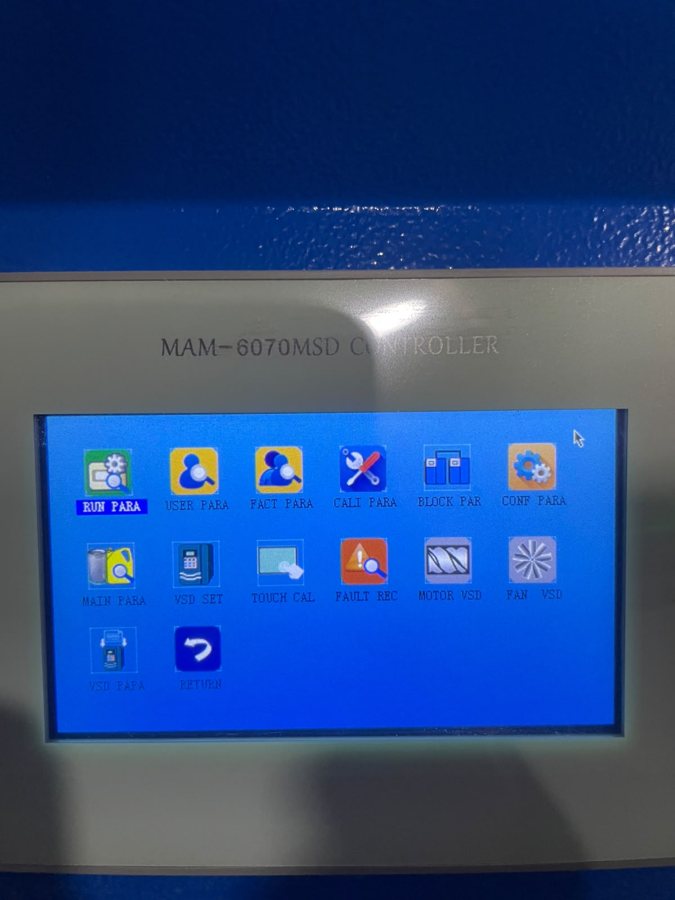 MAM-6070MSD CONTROLLER
RUN PARA USER PARA FACT PARA CALI PARA BLOCK PAR CONF PARA
MAIN PARA VSD SET TOUCH CAL FAULT REC MOTOR VSD FAN VSD
VSD PAPA RETURN